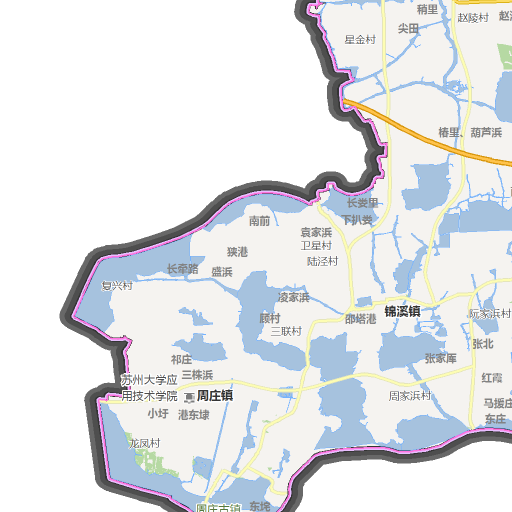 稍里
赵陵村
赵
尖田
星金村
椿里、葫芦浜
长娄里
下扒娄
南前
袁家浜
卫星村
陆泾村
狭港
长牵路
盛浜
复兴村
淩家浜
顾村
三联村
邵塔港
锦溪镇
阮家浜村
张北
张家厍
祁庄
三株浜
红霞
苏州大学应
用技术学院
周庄镇
周家浜村
马援庄
东庄
小圩
港东埭
龙凤村
周庄古镇
东垞